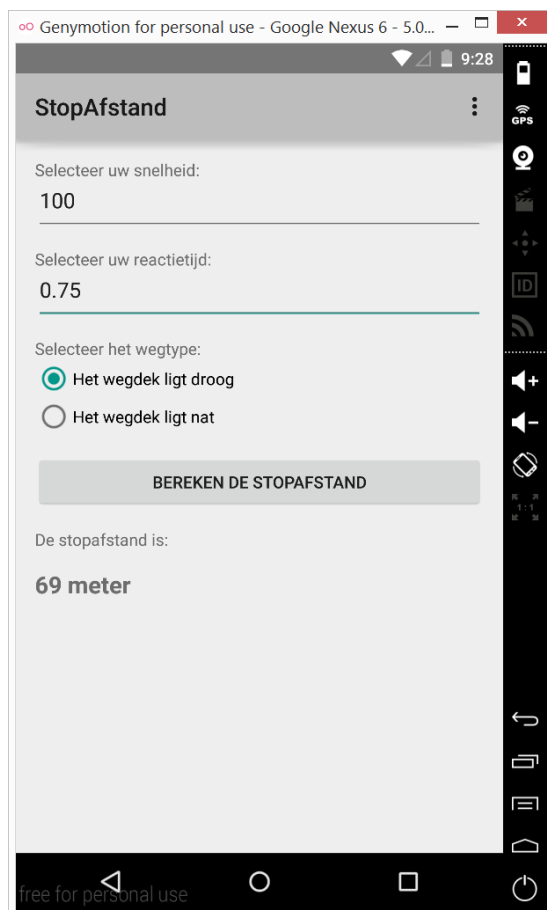 Genymotion for personal use - Google Nexus 6 - 5.0...
9:28
StopAfstand
GPS
Selecteer uw snelheid:
100
Selecteer uw reactietijd:
0.75
ID
Selecteer het wegtype:
Het wegdek ligt droog
Het wegdek ligt nat
BEREKEN DE STOPAFSTAND
1:1
De stopafstand is:
69 meter
free for personal use